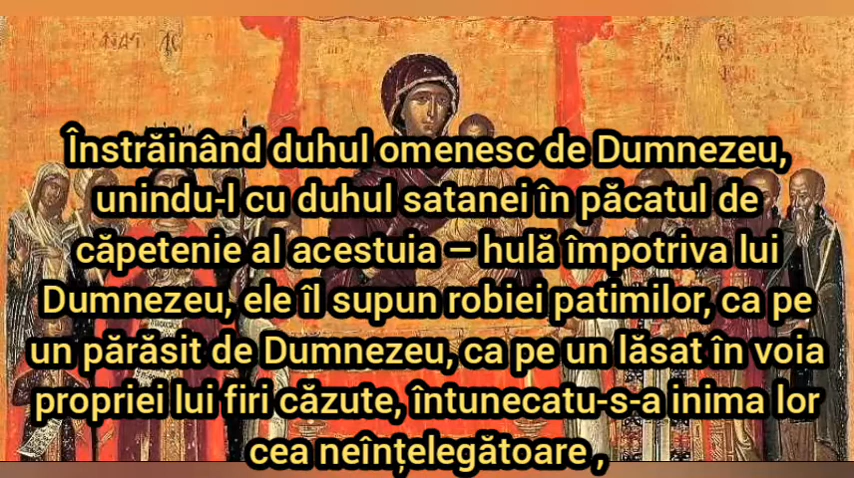 Înstrăinând duhul omenesc de Dumnezeu,
unindu-l cu duhul satanei în păcatul de
căpetenie al acestuia – hulă împotriva lui
Dumnezeu, ele îl supun robiei patimilor, ca pe
un părăsit de Dumnezeu, ca pe un lăsat în voia
propriei lui firi căzute, întunecatu-s-a inima lor
cea neînțelegătoare ,